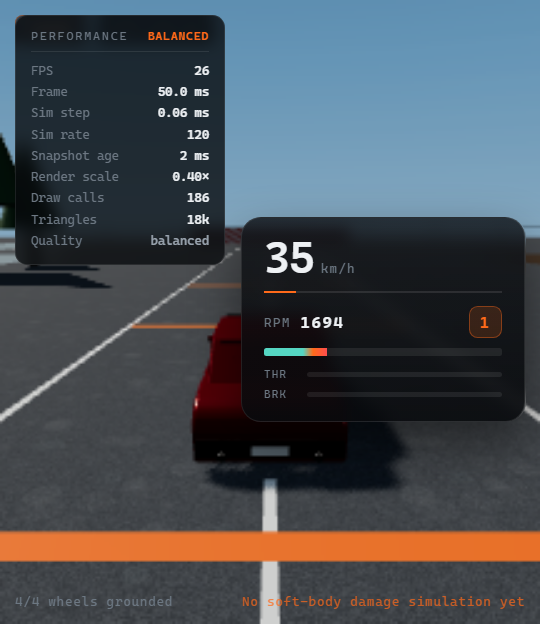 PERFORMANCE BALANCED
FPS 26
Frame 50.0 ms
Sim step 0.06 ms
Sim rate 120
Snapshot age 2 ms
Render scale 0.40×
Draw calls 186
Triangles 18k
Quality balanced
35 km/h
RPM 1694 1
THR
BRK
4/4 wheels grounded
No soft-body damage simulation yet